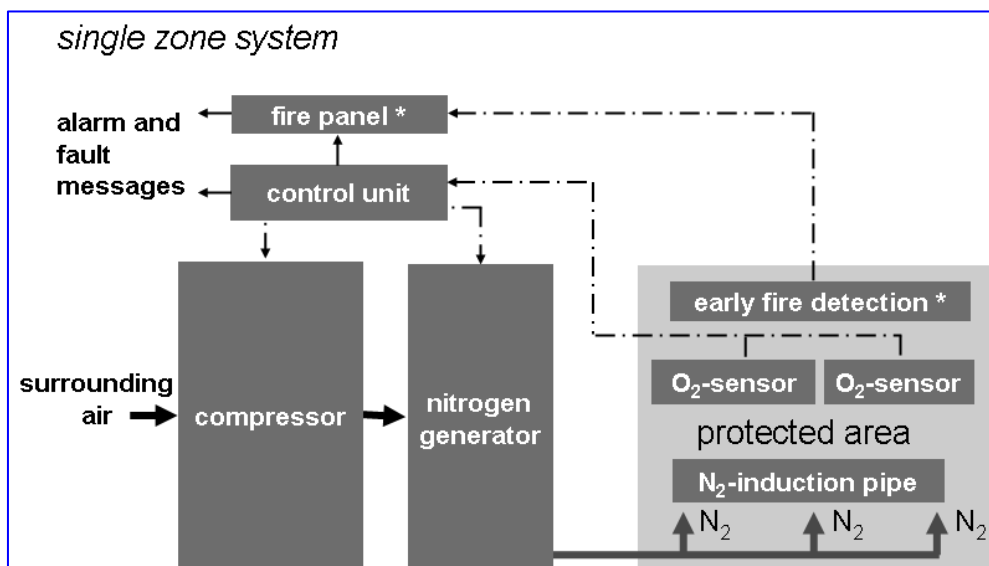 single zone system
alarm and
fault
messages
fire panel *
control unit
early fire detection *
O₂-sensor
O₂-sensor
surrounding
air
compressor
nitrogen
generator
protected area
N₂-induction pipe
N₂
N₂
N₂